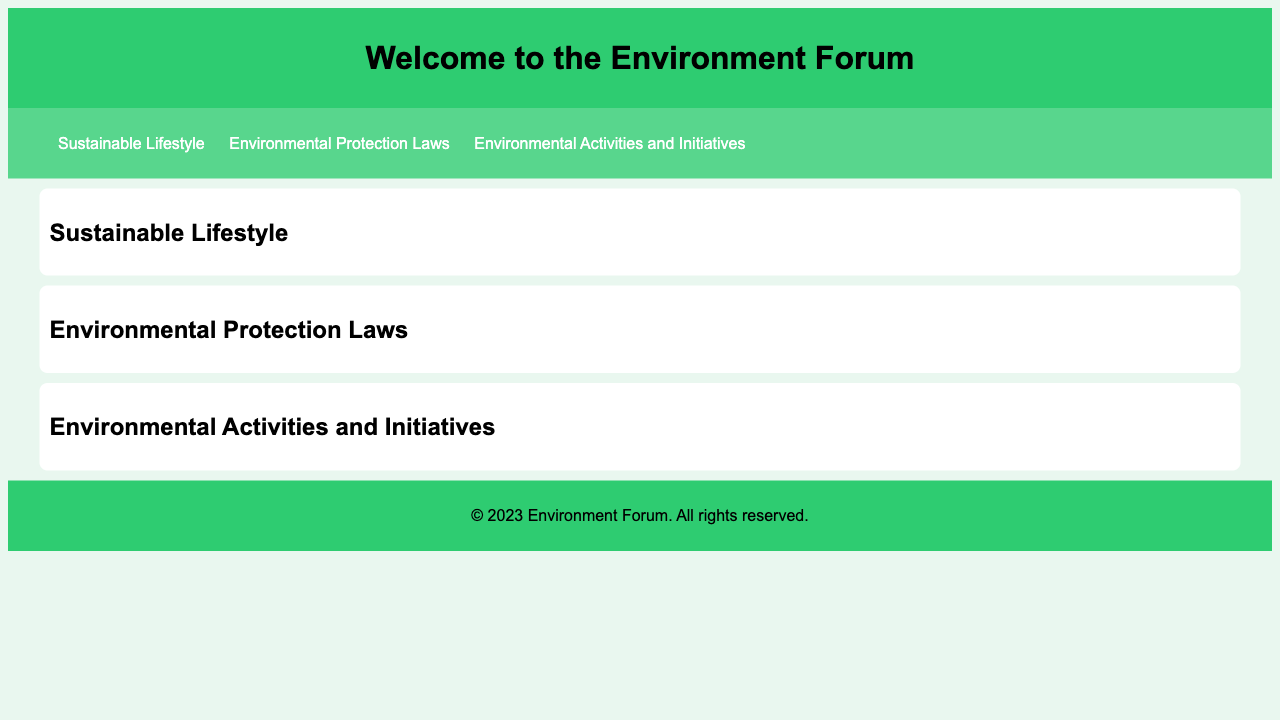 Welcome to the Environment Forum
Sustainable Lifestyle Environmental Protection Laws Environmental Activities and Initiatives
Sustainable Lifestyle
Environmental Protection Laws
Environmental Activities and Initiatives
© 2023 Environment Forum. All rights reserved.